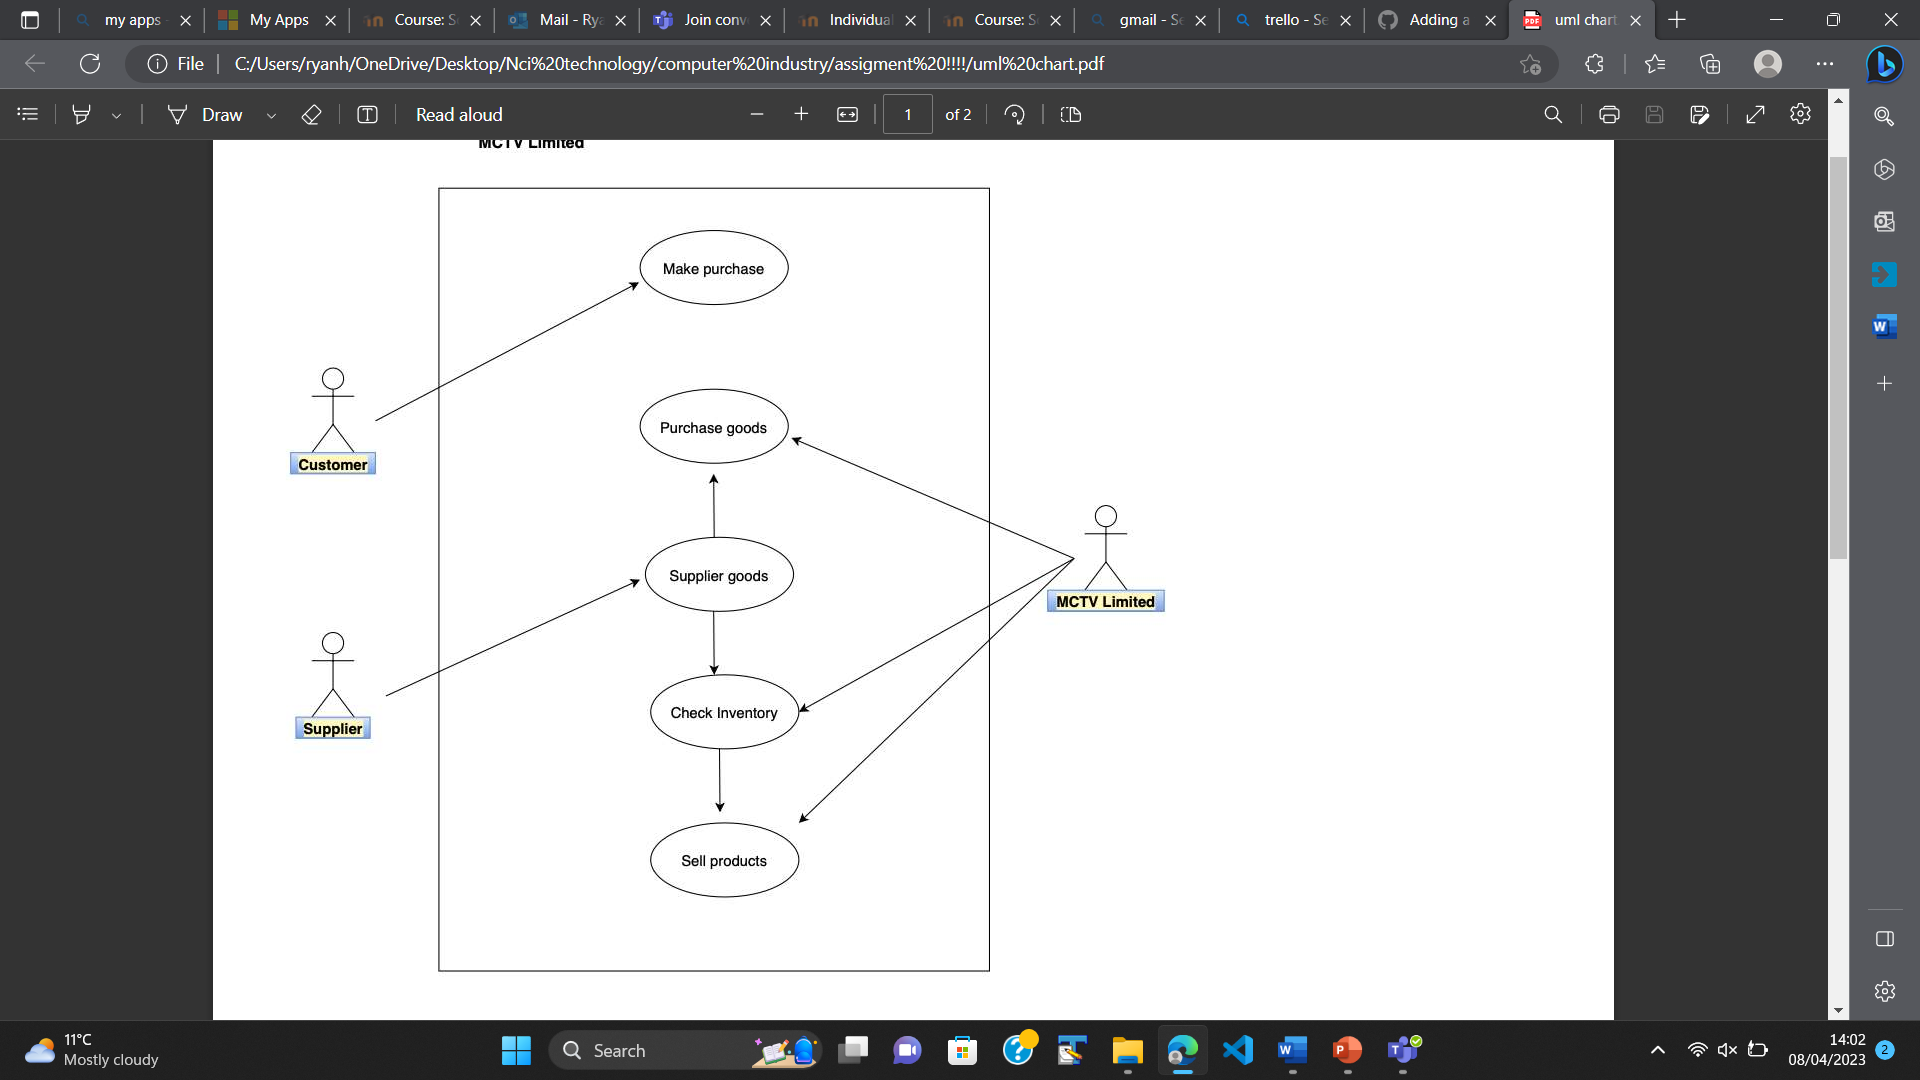 my apps
My Apps
Course: S
Mail - Rya
Join conv
Individual
Course: S
gmail - Se
trello - Se
Adding a
uml chart
File
C:/Users/ryanh/OneDrive/Desktop/Nci%20technology/computer%20industry/assigment%20!!!!/uml%20chart.pdf
Draw
Read aloud
1
of 2
MCTV Limited
Make purchase
Purchase goods
Customer
Supplier goods
MCTV Limited
Check Inventory
Supplier
Sell products
11°C
Mostly cloudy
Search
14:02
08/04/2023
2